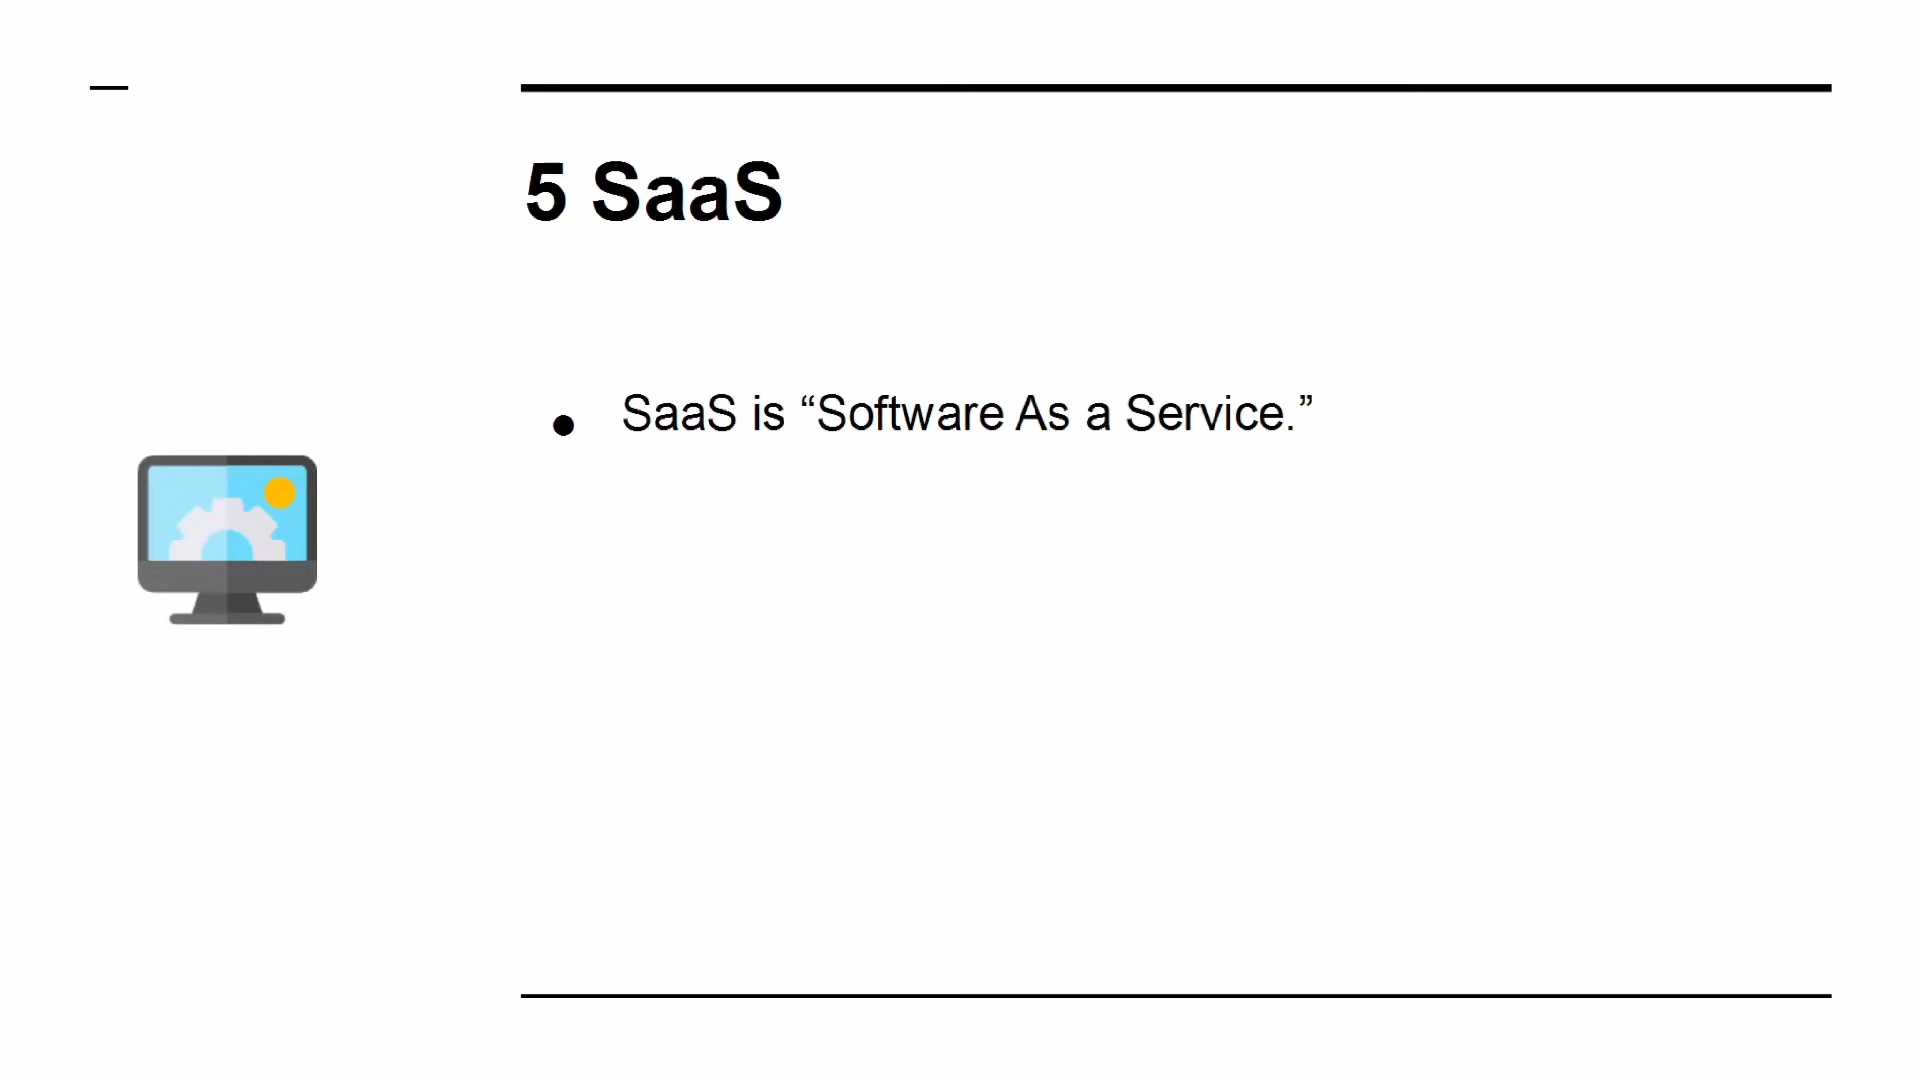 5 SaaS
● SaaS is “Software As a Service.”